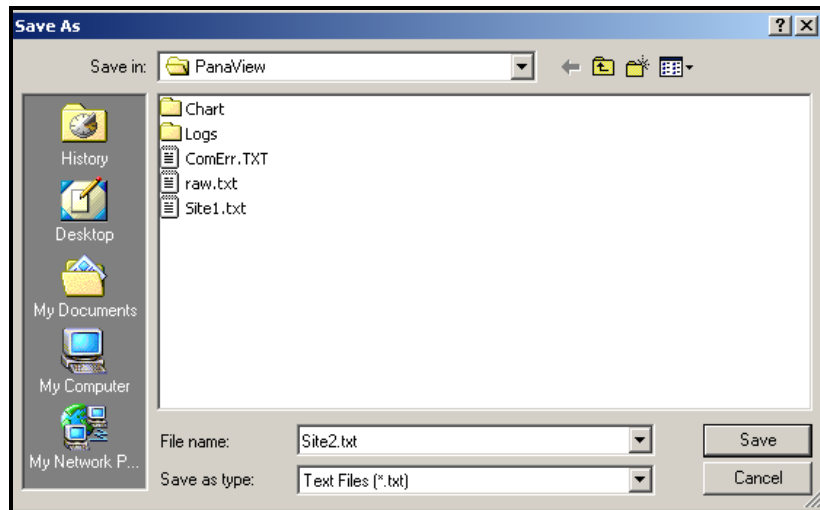 Save As
Save in: PanaView
History
Desktop
My Documents
My Computer
My Network P...
Chart
Logs
ComErr.TXT
raw.txt
Site1.txt
File name: Site2.txt Save
Save as type: Text Files (*.txt) Cancel